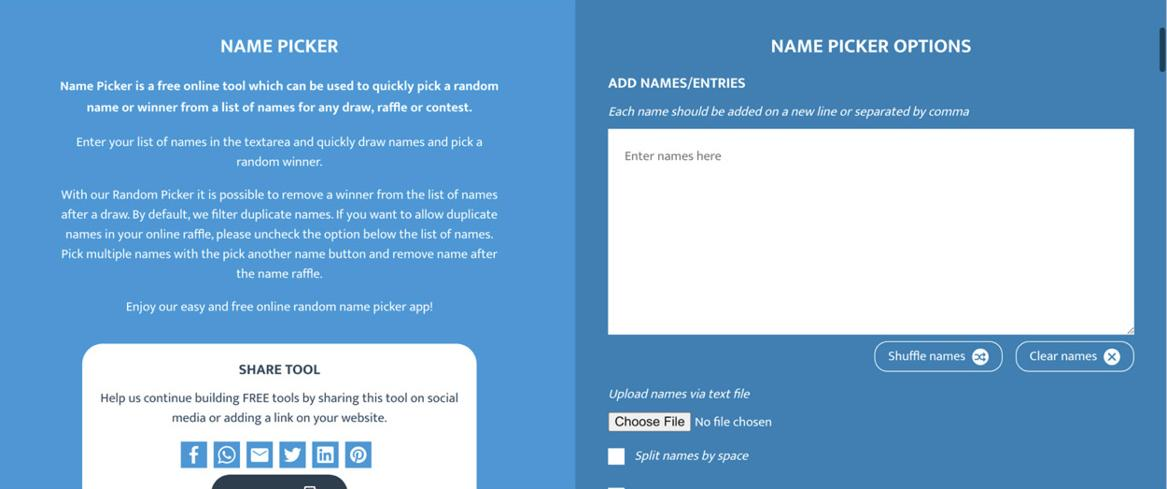 NAME PICKER
Name Picker is a free online tool which can be used to quickly pick a random
name or winner from a list of names for any draw, raffle or contest.
Enter your list of names in the textarea and quickly draw names and pick a
random winner.
With our Random Picker it is possible to remove a winner from the list of names
after a draw. By default, we filter duplicate names. If you want to allow duplicate
names in your online raffle, please uncheck the option below the list of names.
Pick multiple names with the pick another name button and remove name after
the name raffle.
Enjoy our easy and free online random name picker app!
SHARE TOOL
Help us continue building FREE tools by sharing this tool on social
media or adding a link on your website.
NAME PICKER OPTIONS
ADD NAMES/ENTRIES
Each name should be added on a new line or separated by comma
Enter names here
Shuffle names
Clear names
Upload names via text file
Choose File No file chosen
Split names by space